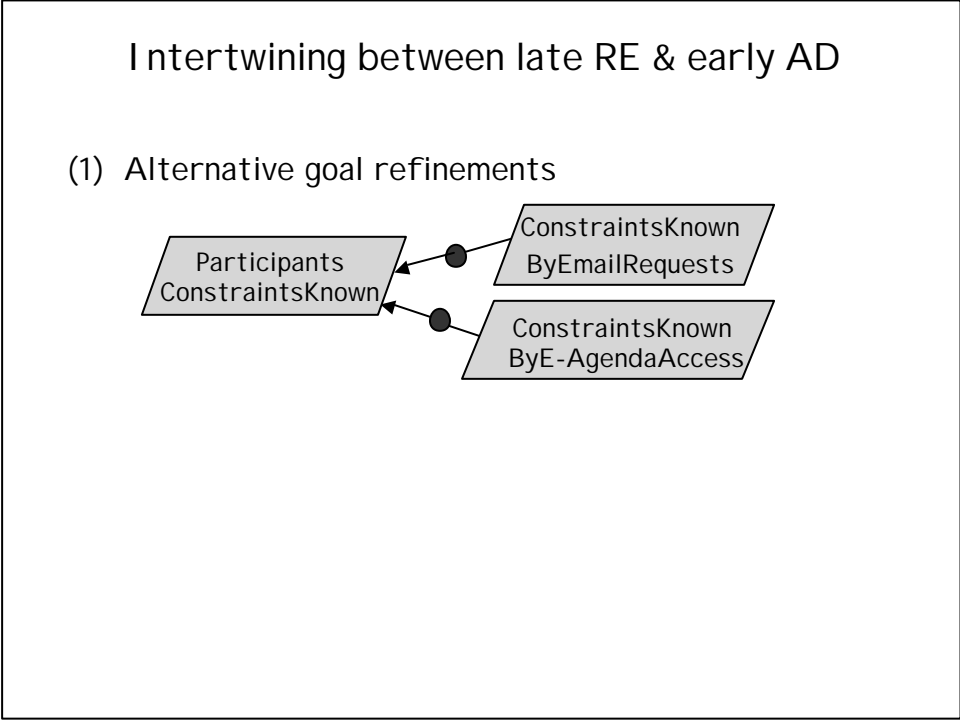 Intertwining between late RE & early AD
(1) Alternative goal refinements
Participants
ConstraintsKnown
ConstraintsKnown
ByEmailRequests
ConstraintsKnown
ByE-AgendaAccess